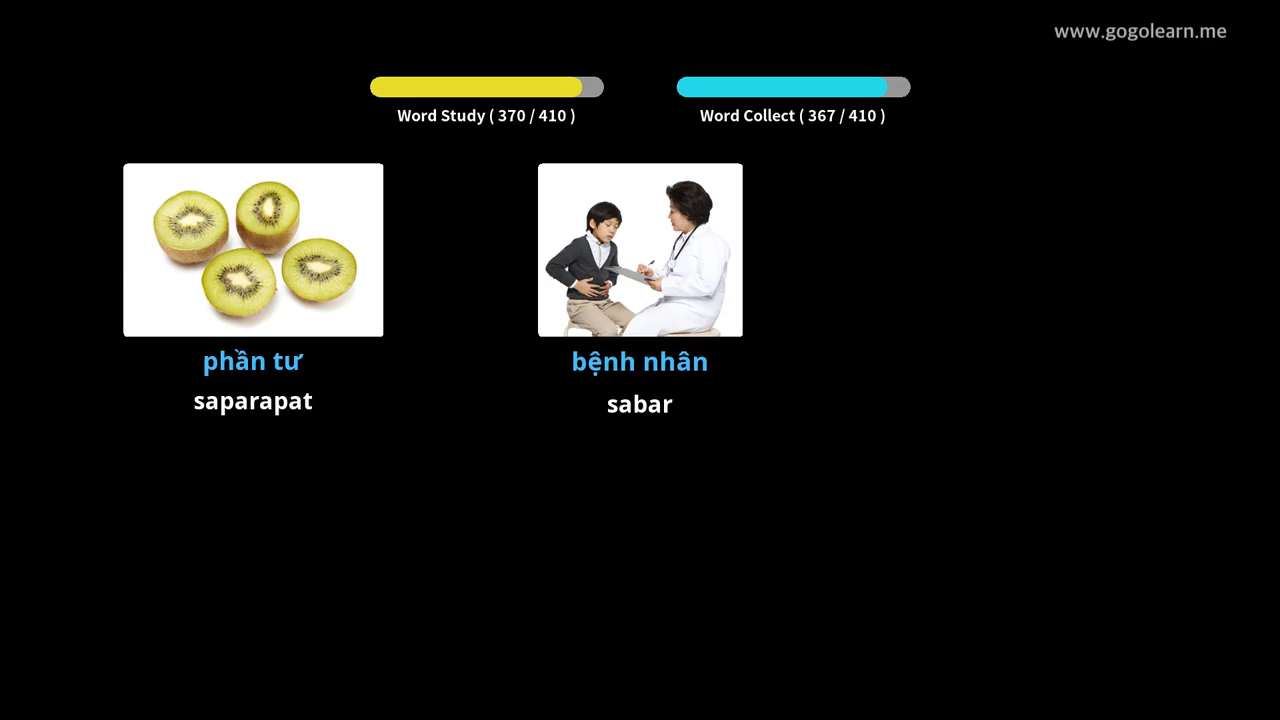 www.gogolearn.me
Word Study ( 370 / 410 )
Word Collect ( 367 / 410 )
phần tư
saparapat
bệnh nhân
sabar